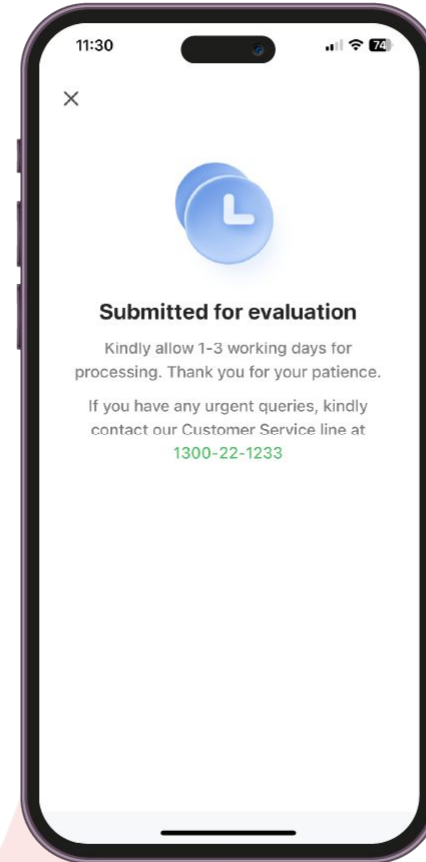 11:30
74
Submitted for evaluation
Kindly allow 1-3 working days for
processing. Thank you for your patience.
If you have any urgent queries, kindly
contact our Customer Service line at
1300-22-1233